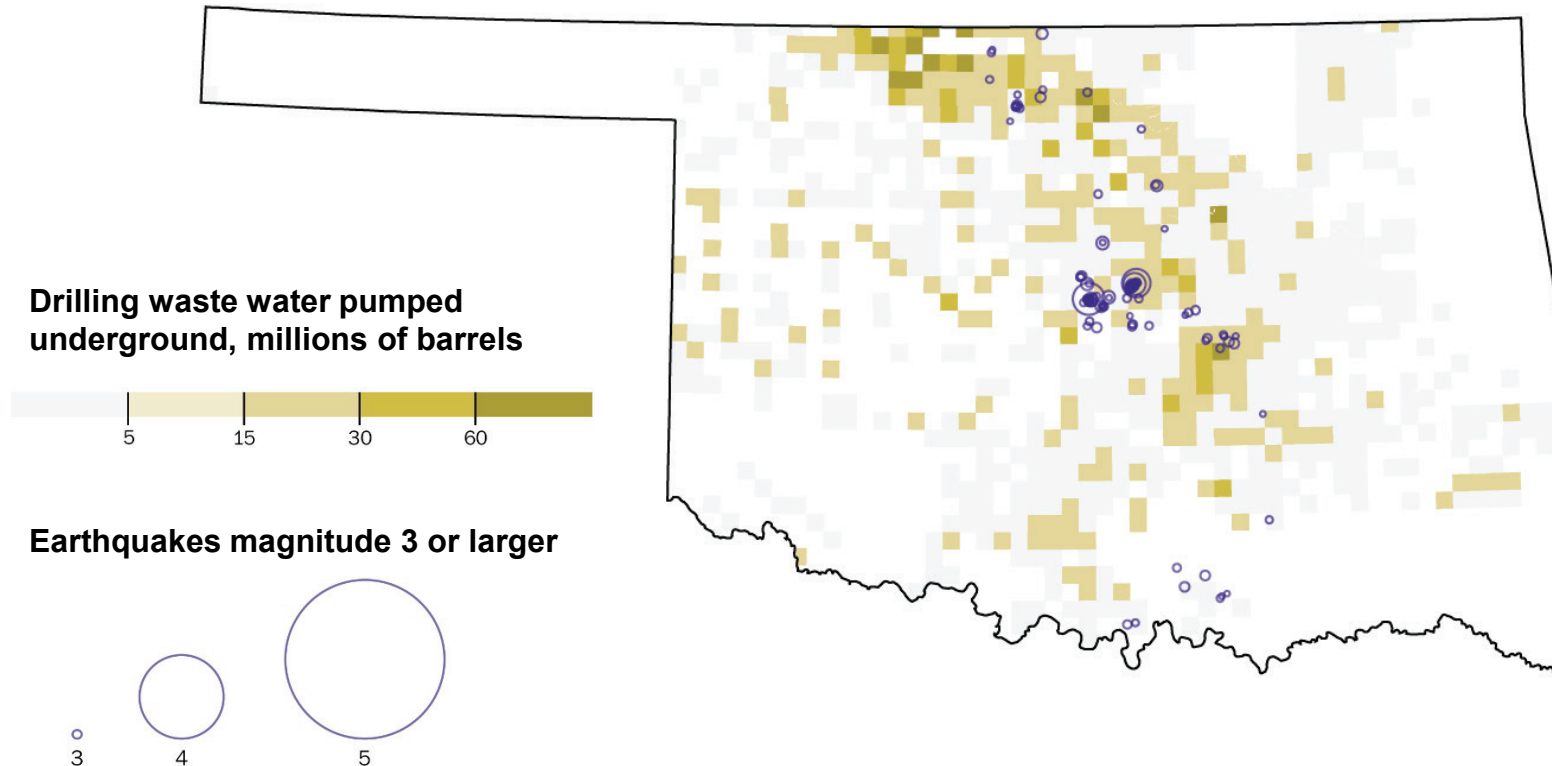 Drilling waste water pumped
underground, millions of barrels
5 15 30 60
Earthquakes magnitude 3 or larger
3 4 5